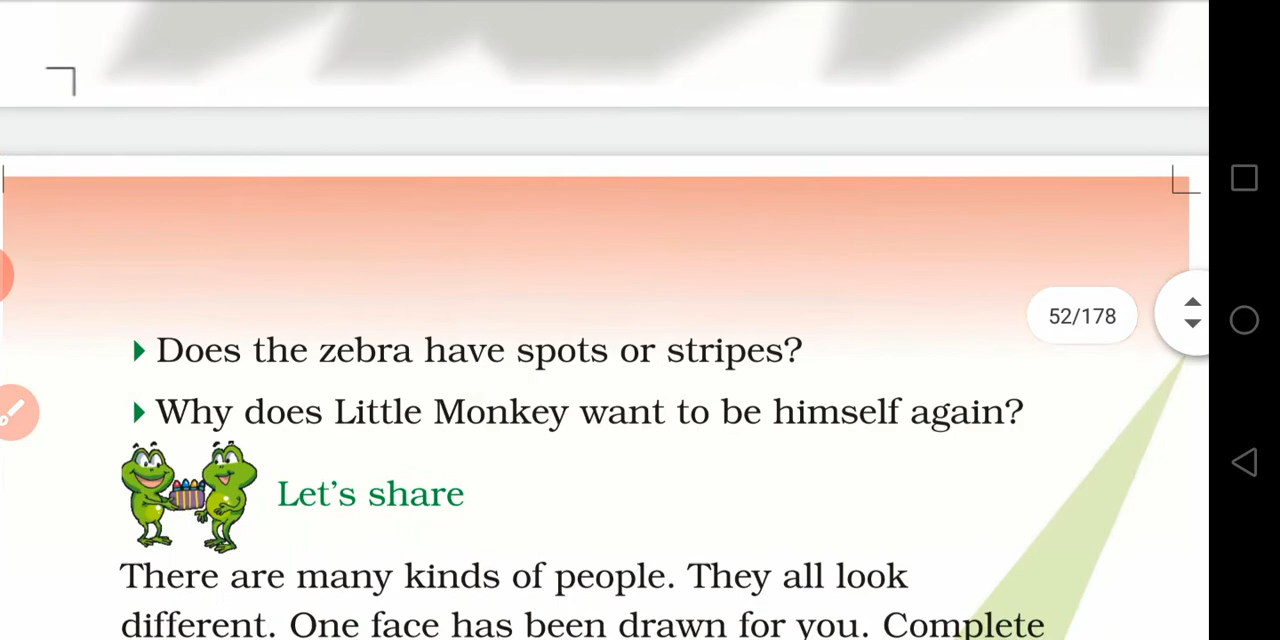 52/178
Does the zebra have spots or stripes?
Why does Little Monkey want to be himself again?
Let's share
There are many kinds of people. They all look
different. One face has been drawn for you. Complete